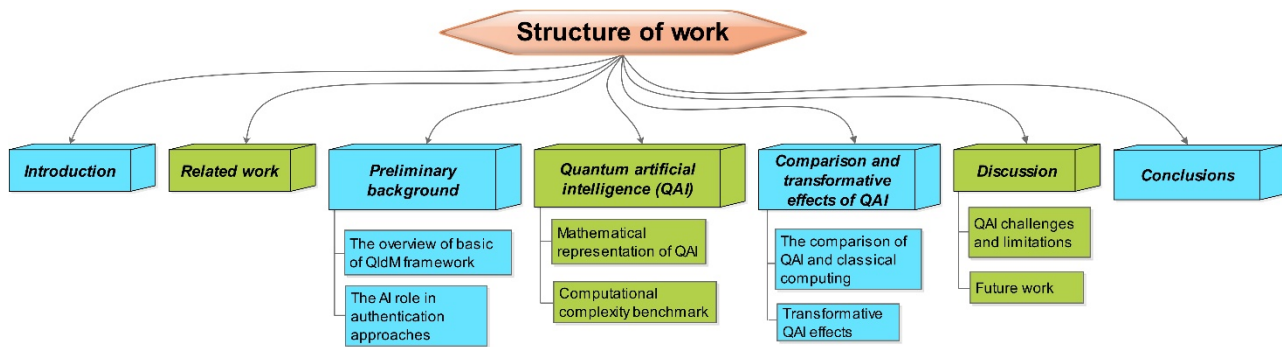 Structure of work
Introduction
Related work
Preliminary
background
The overview of basic
of QIdM framework
The AI role in
authentication
approaches
Quantum artificial
intelligence (QAI)
Mathematical
representation of QAI
Computational
complexity benchmark
Comparison and
transformative
effects of QAI
The comparison of
QAI and classical
computing
Transformative
QAI effects
Discussion
QAI challenges
and limitations
Future work
Conclusions